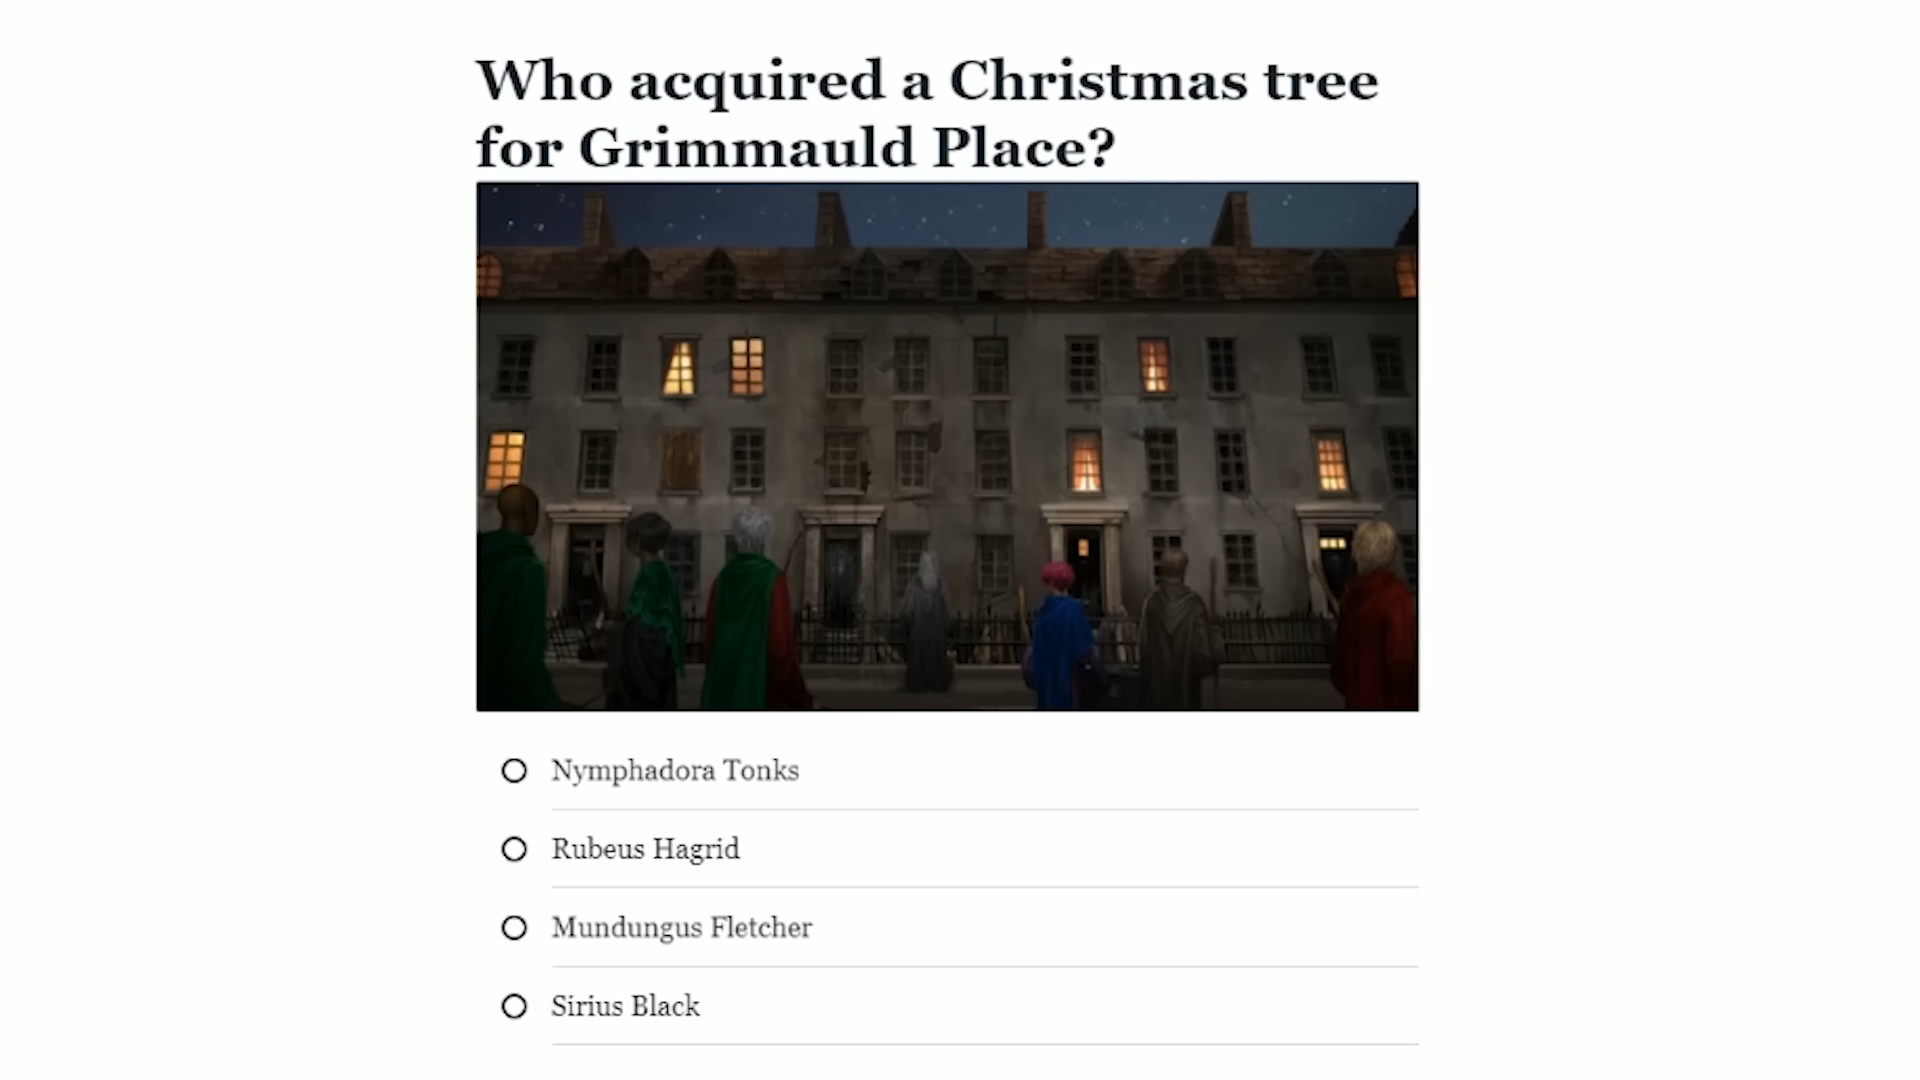 Who acquired a Christmas tree
for Grimmauld Place?
Nymphadora Tonks
Rubeus Hagrid
Mundungus Fletcher
Sirius Black